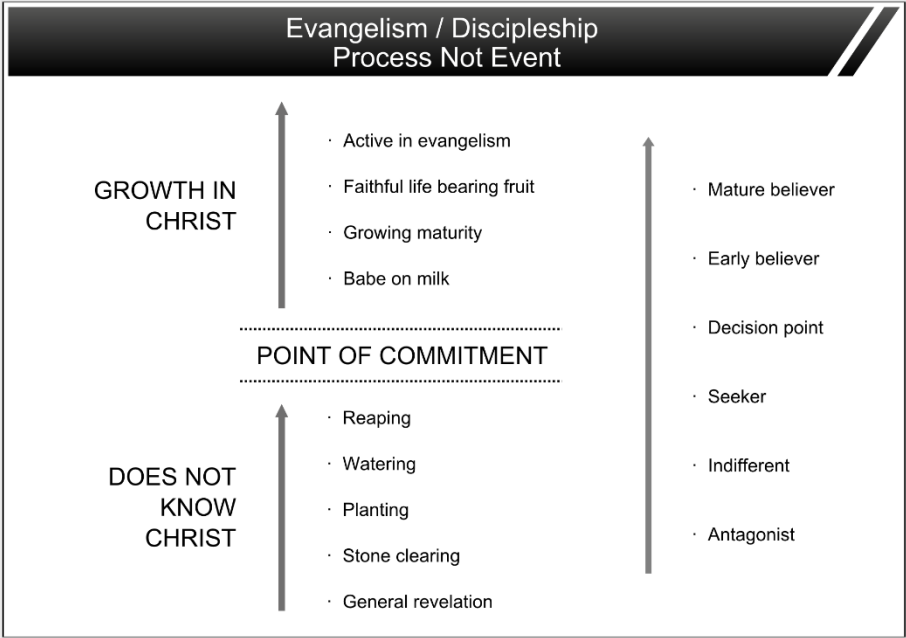 Evangelism / Discipleship
Process Not Event
GROWTH IN
CHRIST
· Active in evangelism
· Faithful life bearing fruit
· Growing maturity
· Babe on milk
POINT OF COMMITMENT
DOES NOT
KNOW
CHRIST
· Reaping
· Watering
· Planting
· Stone clearing
· General revelation
· Mature believer
· Early believer
· Decision point
· Seeker
· Indifferent
· Antagonist